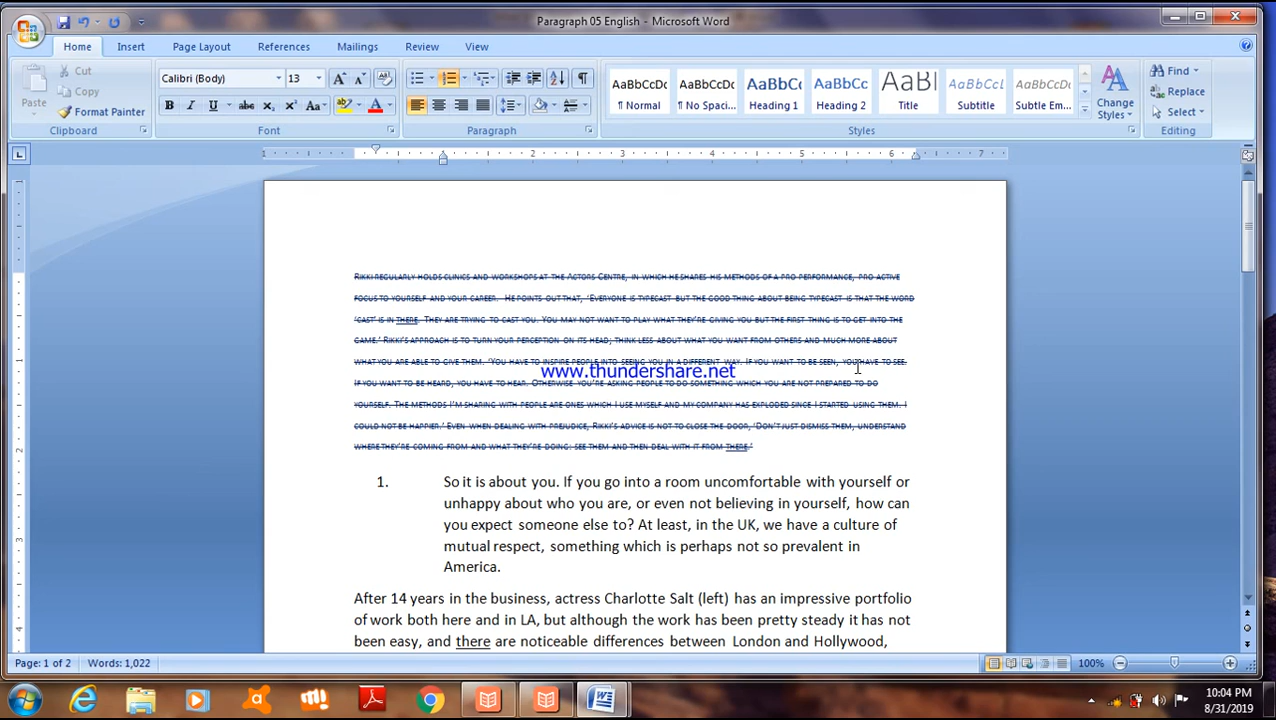 Paragraph 05 English - Microsoft Word
Home Insert Page Layout References Mailings Review View
Cut
Copy
Paste
Format Painter
Clipboard
Calibri (Body) 13
Font
Paragraph
AaBbCcDc AaBbCcDc AaBbCc AaBbCc AaBl AaBbCcDc AaBbCcDc
¶ Normal ¶ No Spaci... Heading 1 Heading 2 Title Subtitle Subtle Em...
Change Styles
Styles
Find
Replace
Select
Editing
1 1 2 3 4 5 6 7
Rikki regularly holds clinics and workshops at the Actors Centre, in which he shares his methods of a pro performance, pro active
focus to yourself and your career. He points out that, 'Everyone is typecast but the good thing about being typecast is that the word
'cast' is in there. They are trying to cast you. You may not want to play what they're giving you but the first thing is to get into the
game.' Rikki's approach is to turn your perception on its head; think less about what you want from others and much more about
what you are able to give them. 'You have to inspire people into seeing you in a different way. If you want to be seen, you have to see.
www.thundershare.net
If you want to be heard, you have to hear. Otherwise you're asking people to do something which you are not prepared to do
yourself. The methods I'm sharing with people are ones which I use myself and my company has exploded since I started using them. I
could not be happier.' Even when dealing with prejudice, Rikki's advice is not to close the door, 'Don't just dismiss them, understand
where they're coming from and what they're doing: see them and then deal with it from there.'
1. So it is about you. If you go into a room uncomfortable with yourself or
unhappy about who you are, or even not believing in yourself, how can
you expect someone else to? At least, in the UK, we have a culture of
mutual respect, something which is perhaps not so prevalent in
America.
After 14 years in the business, actress Charlotte Salt (left) has an impressive portfolio
of work both here and in LA, but although the work has been pretty steady it has not
been easy, and there are noticeable differences between London and Hollywood,
Page: 1 of 2 Words: 1,022 100%
10:04 PM
8/31/2019